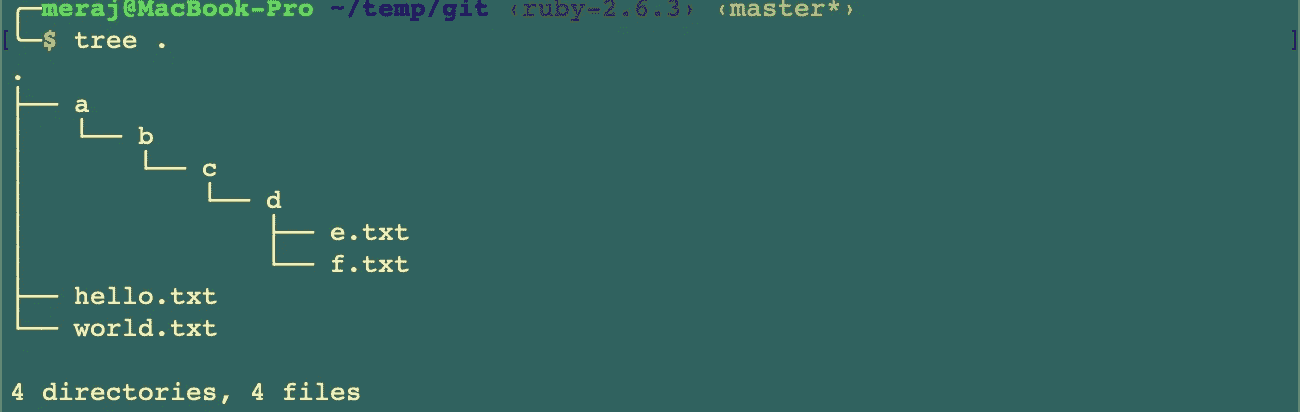 ╭─meraj@MacBook-Pro ~/temp/git ‹ruby-2.6.3› ‹master*›
[╰─$ tree . ]
.
├── a
│   └── b
│       └── c
│           └── d
│               ├── e.txt
│               └── f.txt
├── hello.txt
└── world.txt
4 directories, 4 files